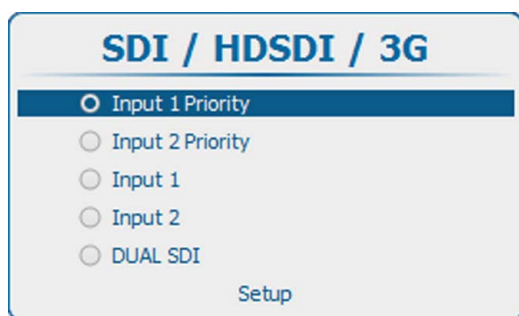 SDI / HDSDI / 3G
Input 1 Priority
Input 2 Priority
Input 1
Input 2
DUAL SDI
Setup